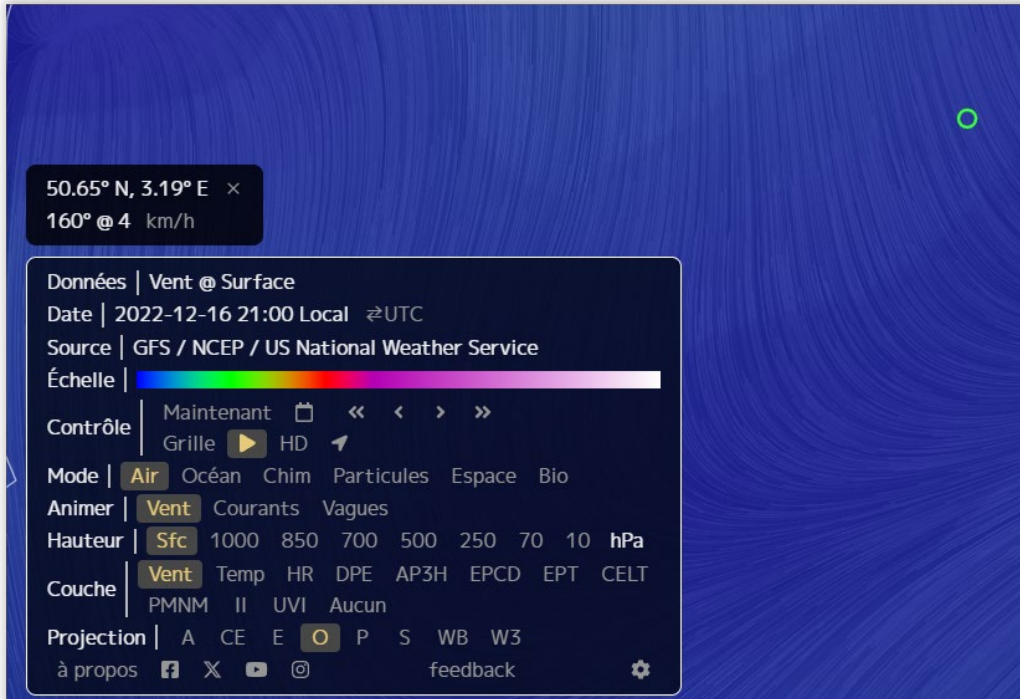 50.65° N, 3.19° E ×
160° @ 4 km/h
Données | Vent @ Surface
Date | 2022-12-16 21:00 Local ⇄UTC
Source | GFS / NCEP / US National Weather Service
Échelle |
Contrôle | Maintenant « ‹ › »
Grille HD
Mode | Air Océan Chim Particules Espace Bio
Animer | Vent Courants Vagues
Hauteur | Sfc 1000 850 700 500 250 70 10 hPa
Couche | Vent Temp HR DPE AP3H EPCD EPT CELT
PMNM II UVI Aucun
Projection | A CE E O P S WB W3
à propos feedback